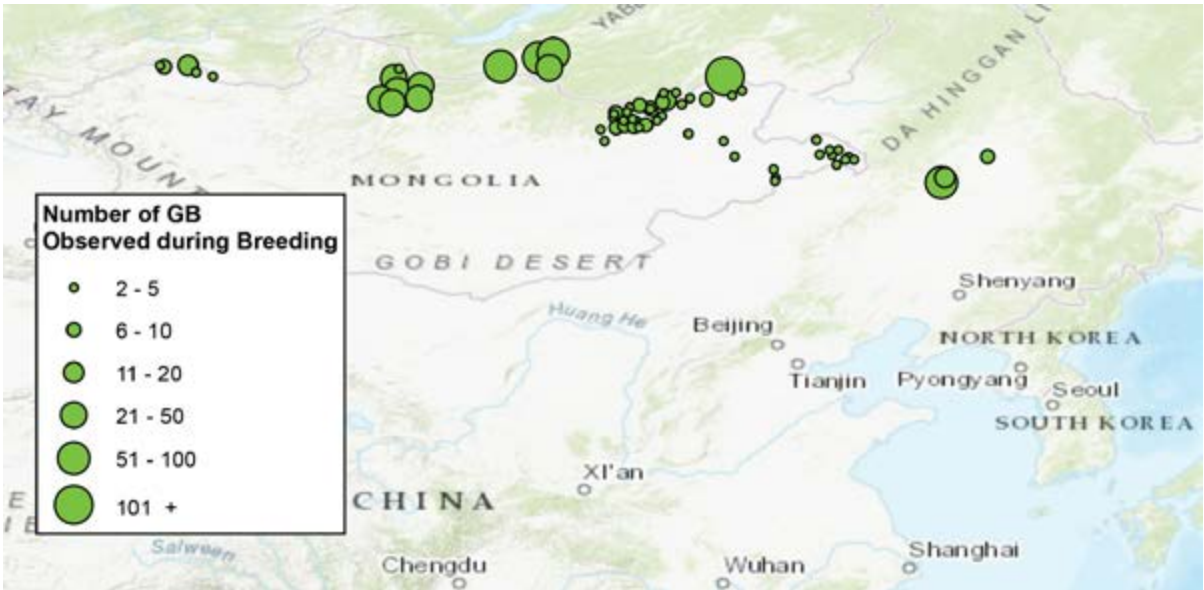 YAB
TAY MOUNT
DA HINGGAN LI
MONGOLIA
Number of GB
Observed during Breeding
2 - 5
6 - 10
11 - 20
21 - 50
51 - 100
101 +
GOBI DESERT
Huang He
Shenyang
Beijing
NORTH KOREA
Tianjin
Pyongyang
Seoul
SOUTH KOREA
XI'an
CHINA
Salween
Chengdu
Wuhan
Shanghai